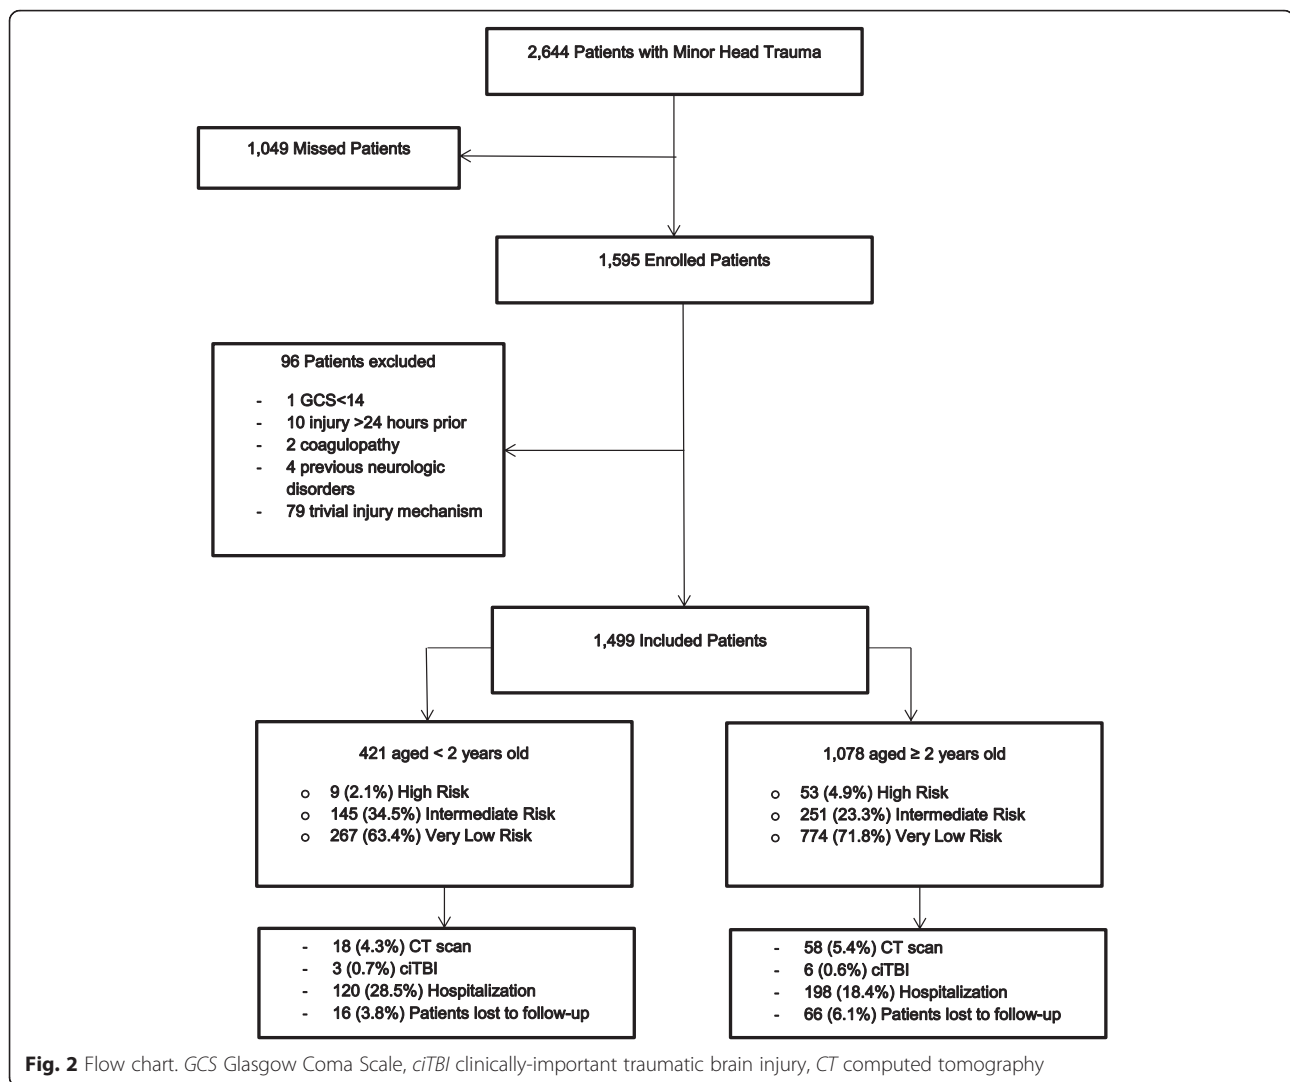 2,644 Patients with Minor Head Trauma
1,049 Missed Patients
1,595 Enrolled Patients
96 Patients excluded
- 1 GCS<14
- 10 injury >24 hours prior
- 2 coagulopathy
- 4 previous neurologic
disorders
- 79 trivial injury mechanism
1,499 Included Patients
421 aged < 2 years old
o 9 (2.1%) High Risk
o 145 (34.5%) Intermediate Risk
o 267 (63.4%) Very Low Risk
1,078 aged ≥ 2 years old
o 53 (4.9%) High Risk
o 251 (23.3%) Intermediate Risk
o 774 (71.8%) Very Low Risk
- 18 (4.3%) CT scan
- 3 (0.7%) ciTBI
- 120 (28.5%) Hospitalization
- 16 (3.8%) Patients lost to follow-up
- 58 (5.4%) CT scan
- 6 (0.6%) ciTBI
- 198 (18.4%) Hospitalization
- 66 (6.1%) Patients lost to follow-up
Fig. 2 Flow chart. GCS Glasgow Coma Scale, ciTBI clinically-important traumatic brain injury, CT computed tomography